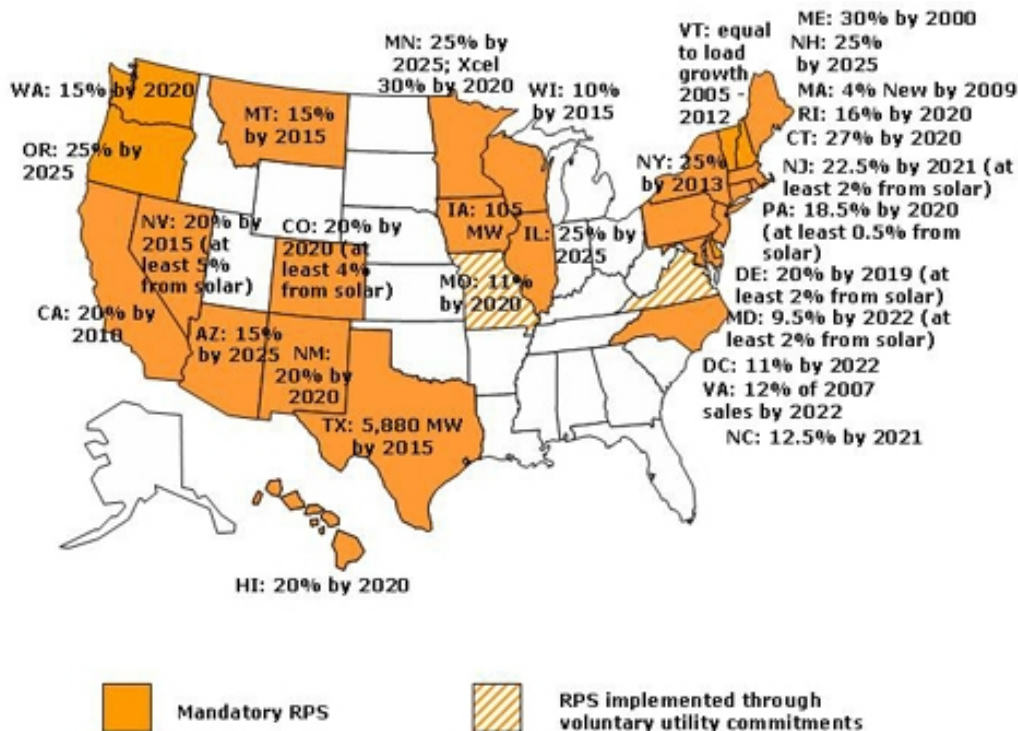 WA: 15% by 2020
OR: 25% by
2025
MT: 15%
by 2015
MN: 25% by
2025; Xcel
30% by 2020
WI: 10%
by 2015
VT: equal
to load
growth
2005 -
2012
ME: 30% by 2000
NH: 25%
by 2025
MA: 4% New by 2009
RI: 16% by 2020
CT: 27% by 2020
NY: 25%
by 2013
NJ: 22.5% by 2021 (at
least 2% from solar)
PA: 18.5% by 2020
(at least 0.5% from
solar)
DE: 20% by 2019 (at
least 2% from solar)
MD: 9.5% by 2022 (at
least 2% from solar)
DC: 11% by 2022
VA: 12% of 2007
sales by 2022
NC: 12.5% by 2021
NV: 20% by
2015 (at
least 5%
from solar)
CO: 20% by
2020 (at
least 4%
from solar)
IA: 105
MW
IL: 25% by
2025
MO: 11%
by 2020
CA: 20% by
2010
AZ: 15%
by 2025
NM:
20% by
2020
TX: 5,880 MW
by 2015
HI: 20% by 2020
Mandatory RPS
RPS implemented through
voluntary utility commitments